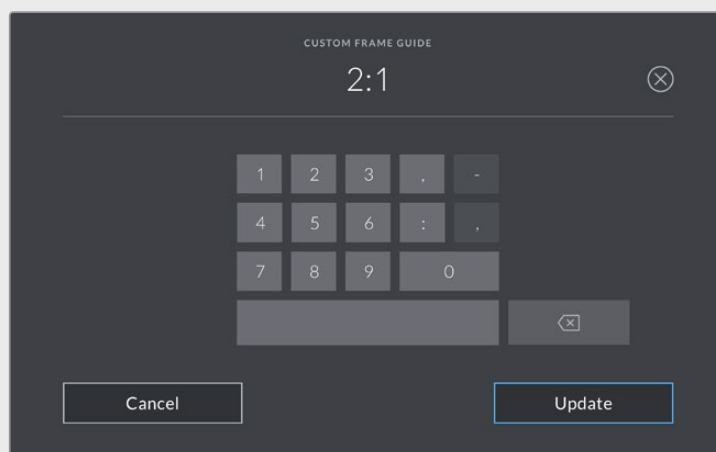 CUSTOM FRAME GUIDE
2:1
1 2 3 , -
4 5 6 : ,
7 8 9 0
Cancel Update